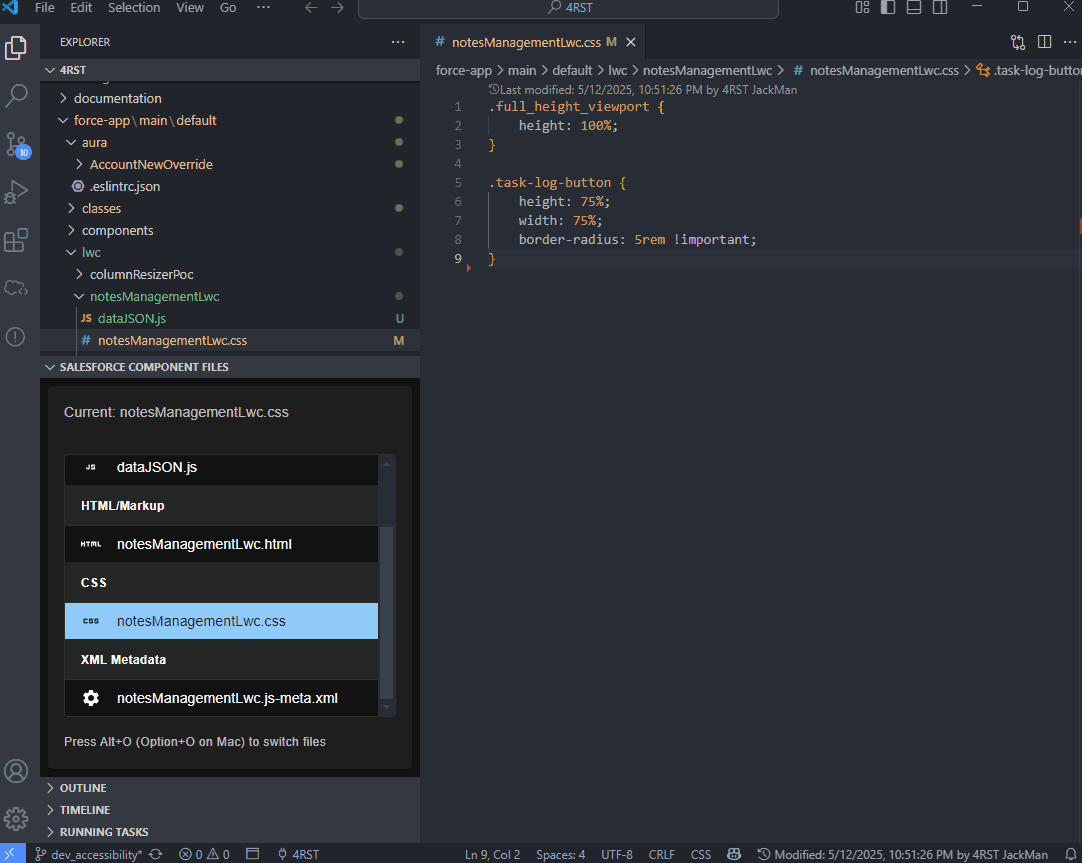 File Edit Selection View Go ··· 4RST
EXPLORER ···
4RST
documentation
force-app\main\default
aura
AccountNewOverride
.eslintrc.json
classes
components
lwc
columnResizerPoc
notesManagementLwc
JS dataJSON.js U
# notesManagementLwc.css M
SALESFORCE COMPONENT FILES
Current: notesManagementLwc.css
JS dataJSON.js
HTML/Markup
HTML notesManagementLwc.html
CSS
CSS notesManagementLwc.css
XML Metadata
notesManagementLwc.js-meta.xml
Press Alt+O (Option+O on Mac) to switch files
OUTLINE
TIMELINE
RUNNING TASKS
10
# notesManagementLwc.css M
force-app > main > default > lwc > notesManagementLwc > # notesManagementLwc.css > .task-log-button
Last modified: 5/12/2025, 10:51:26 PM by 4RST JackMan
1 .full_height_viewport {
2 height: 100%;
3 }
4
5 .task-log-button {
6 height: 75%;
7 width: 75%;
8 border-radius: 5rem !important;
9 }
dev_accessibility* 0 0 4RST Ln 9, Col 2 Spaces: 4 UTF-8 CRLF CSS Modified: 5/12/2025, 10:51:26 PM by 4RST JackMan